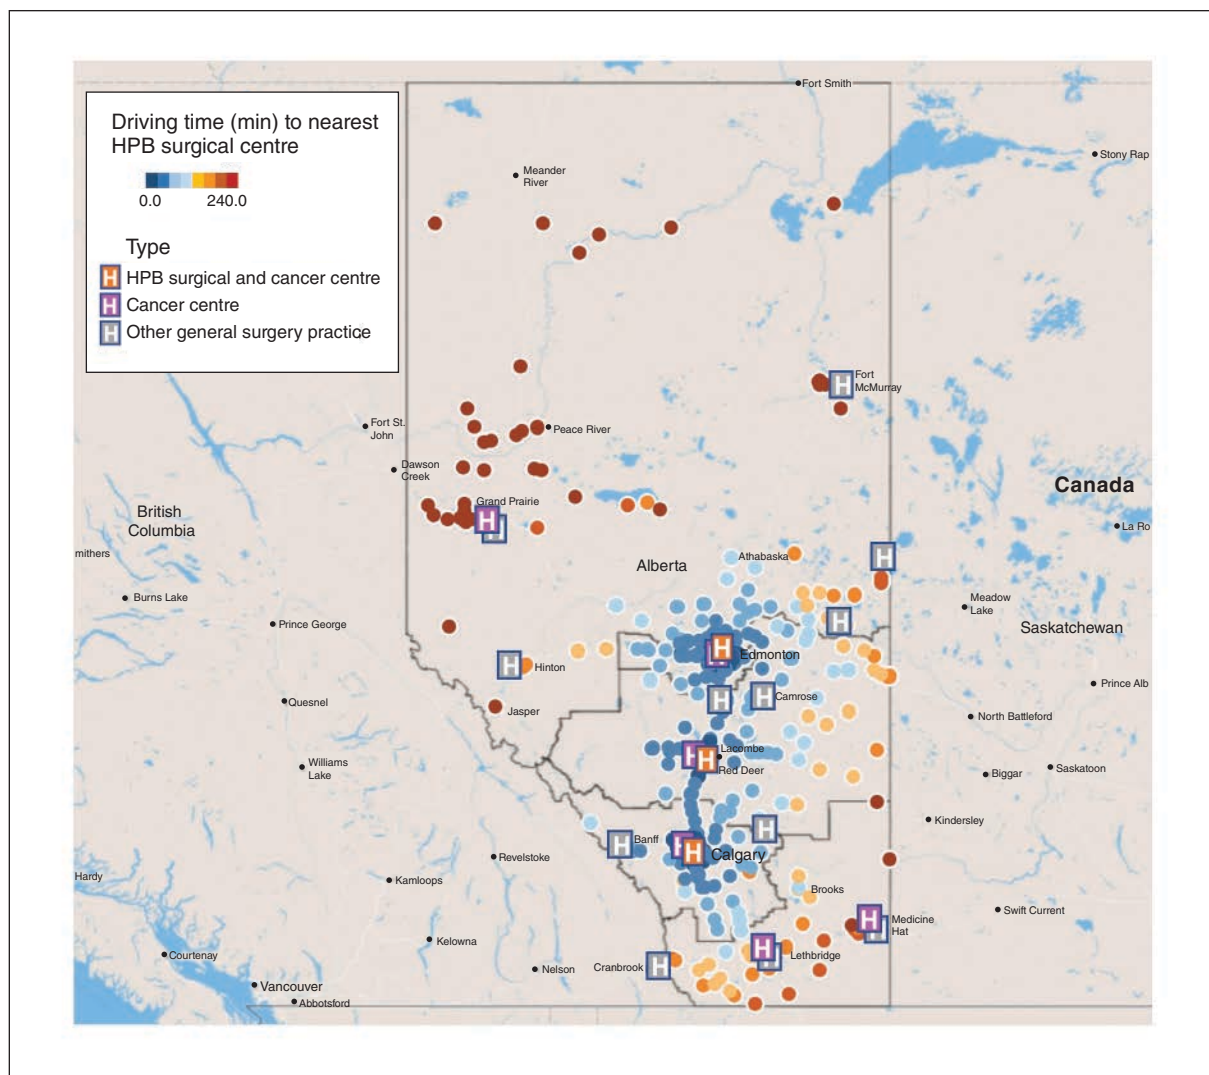 Driving time (min) to nearest
HPB surgical centre
0.0 240.0
Type
H HPB surgical and cancer centre
H Cancer centre
H Other general surgery practice
Fort Smith
Stony Rap
Meander
River
Fort
McMurray
Fort St.
John
Peace River
Dawson
Creek
Canada
Grand Prairie
British
Columbia
La Ro
mithers
Athabaska
Alberta
Burns Lake
Meadow
Lake
Prince George
Saskatchewan
Edmonton
Hinton
Prince Alb
Camrose
Quesnel
Jasper
North Battleford
Lacombe
Williams
Lake
Red Deer
Biggar
Saskatoon
Kindersley
Banff
Calgary
Revelstoke
Hardy
Kamloops
Brooks
Swift Current
Medicine
Hat
Kelowna
Courtenay
Lethbridge
Cranbrook
Nelson
Vancouver
Abbotsford